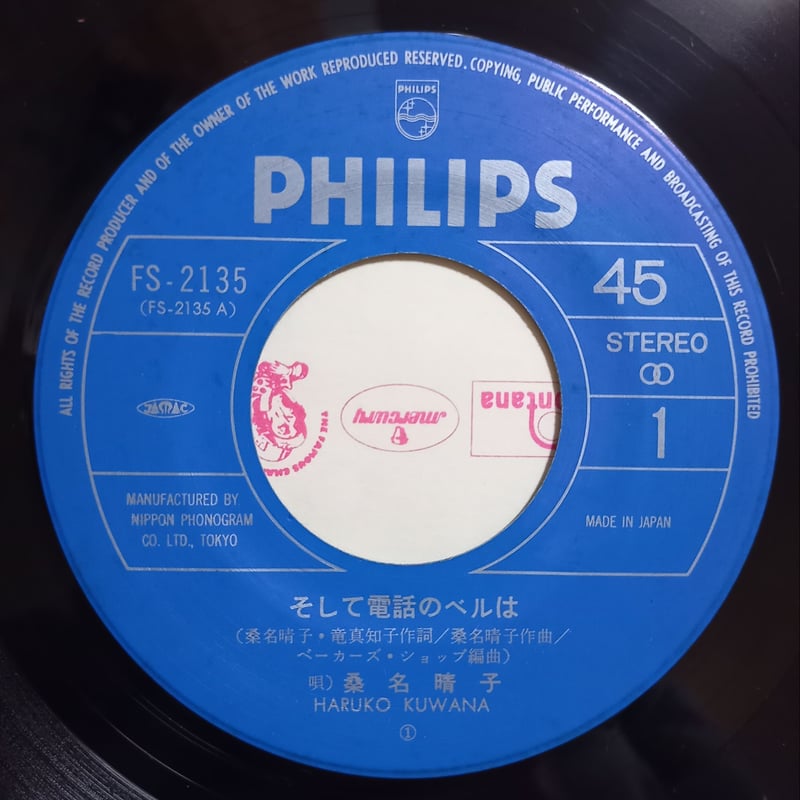 ALL RIGHTS OF THE RECORD PRODUCER AND OF THE OWNER OF THE WORK REPRODUCED RESERVED. COPYING, PUBLIC PERFORMANCE AND BROADCASTING OF THIS RECORD PROHIBITED
PHILIPS
PHILIPS
FS-2135
(FS-2135 A)
45
STEREO
1
JASRAC
mercury
fontana
THE FAMOUS
MANUFACTURED BY
NIPPON PHONOGRAM
CO. LTD., TOKYO
MADE IN JAPAN
そして電話のベルは
(桑名晴子・竜真知子作詞/桑名晴子作曲/
ベーカーズ・ショップ編曲)
唄) 桑名晴子
HARUKO KUWANA
①